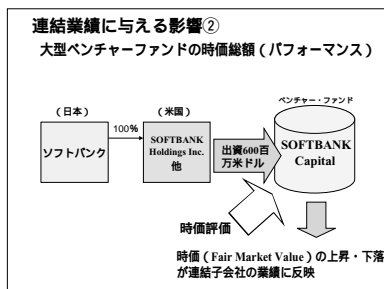 連結業績に与える影響②
大型ベンチャーファンドの時価総額（パフォーマンス）
（日本）
100%
（米国）
ベンチャー・ファンド
ソフトバンク
SOFTBANK
Holdings Inc.
他
出資600百
万米ドル
SOFTBANK
Capital
時価評価
時価（Fair Market Value）の上昇・下落
が連結子会社の業績に反映